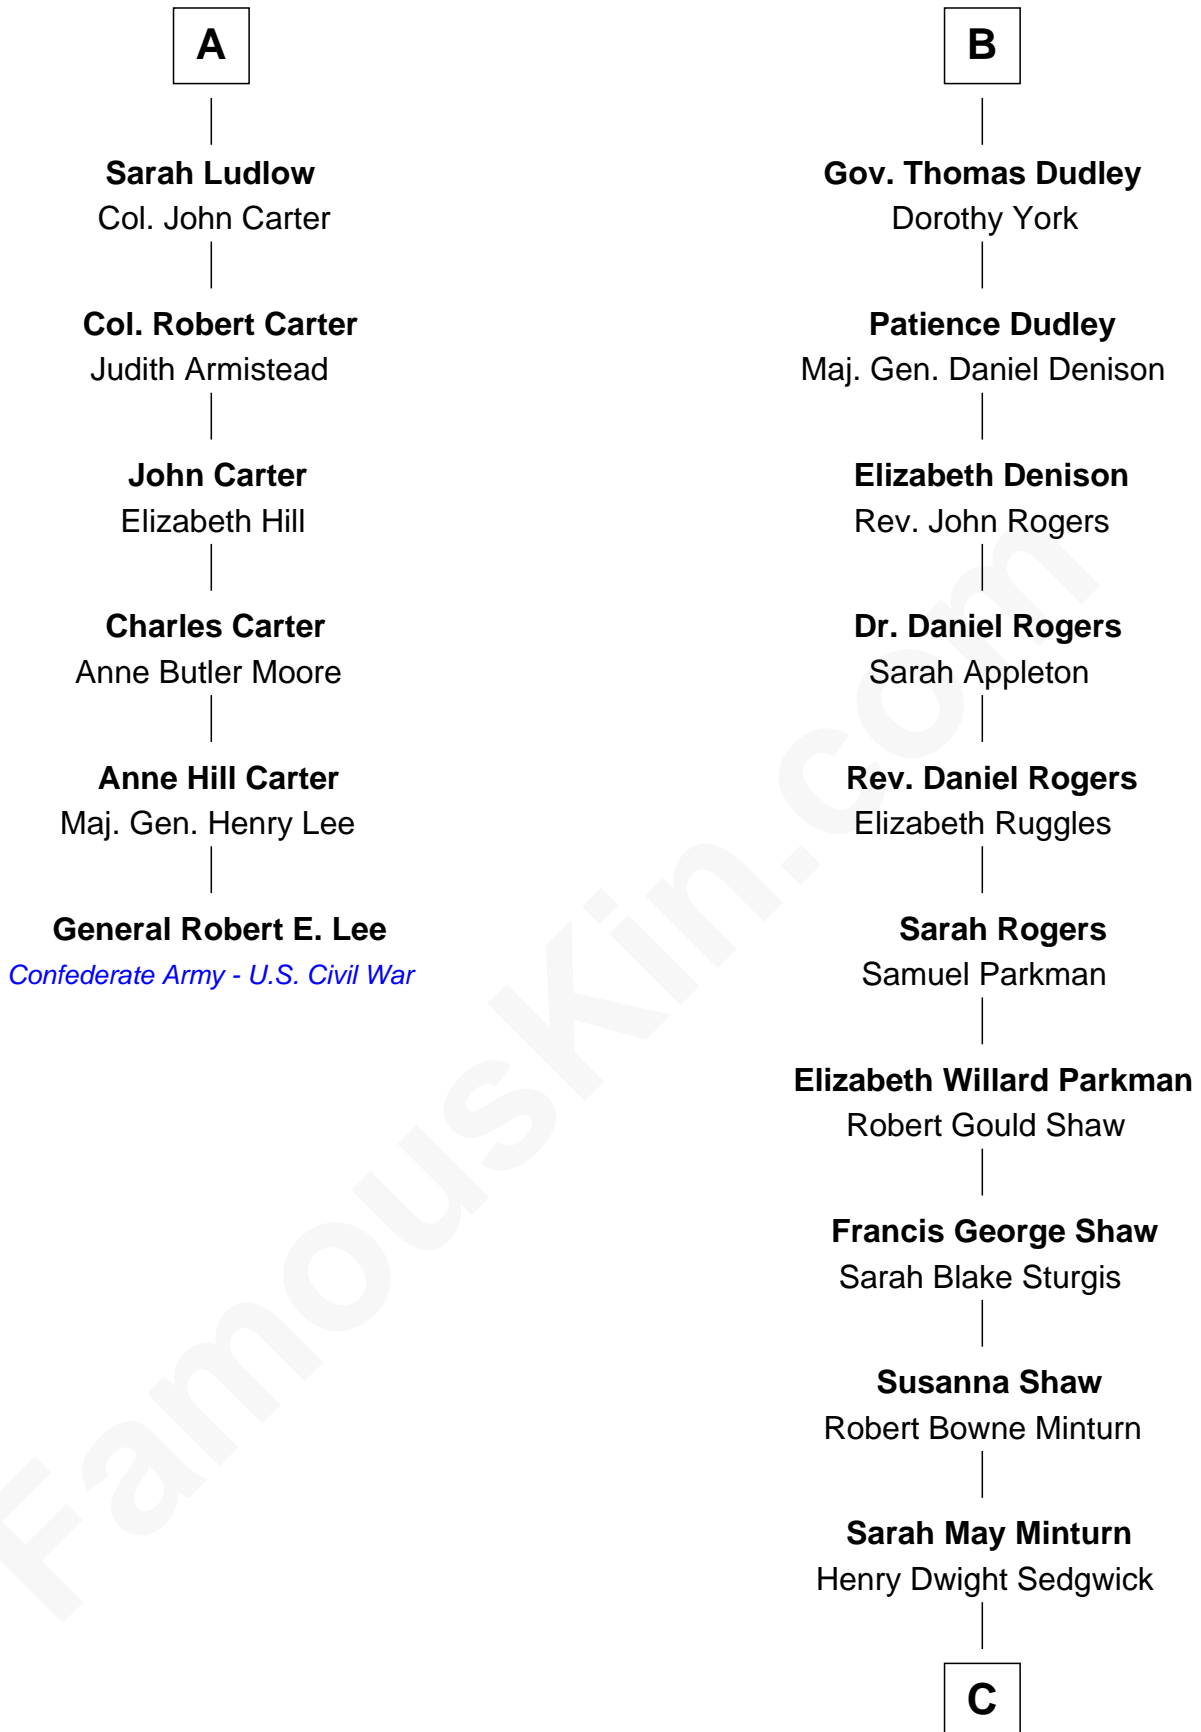 A
Sarah Ludlow
Col. John Carter
Col. Robert Carter
Judith Armistead
John Carter
Elizabeth Hill
Charles Carter
Anne Butler Moore
Anne Hill Carter
Maj. Gen. Henry Lee
General Robert E. Lee
Confederate Army - U.S. Civil War
B
Gov. Thomas Dudley
Dorothy York
Patience Dudley
Maj. Gen. Daniel Denison
Elizabeth Denison
Rev. John Rogers
Dr. Daniel Rogers
Sarah Appleton
Rev. Daniel Rogers
Elizabeth Ruggles
Sarah Rogers
Samuel Parkman
Elizabeth Willard Parkman
Robert Gould Shaw
Francis George Shaw
Sarah Blake Sturgis
Susanna Shaw
Robert Bowne Minturn
Sarah May Minturn
Henry Dwight Sedgwick
C
FamousKin.com